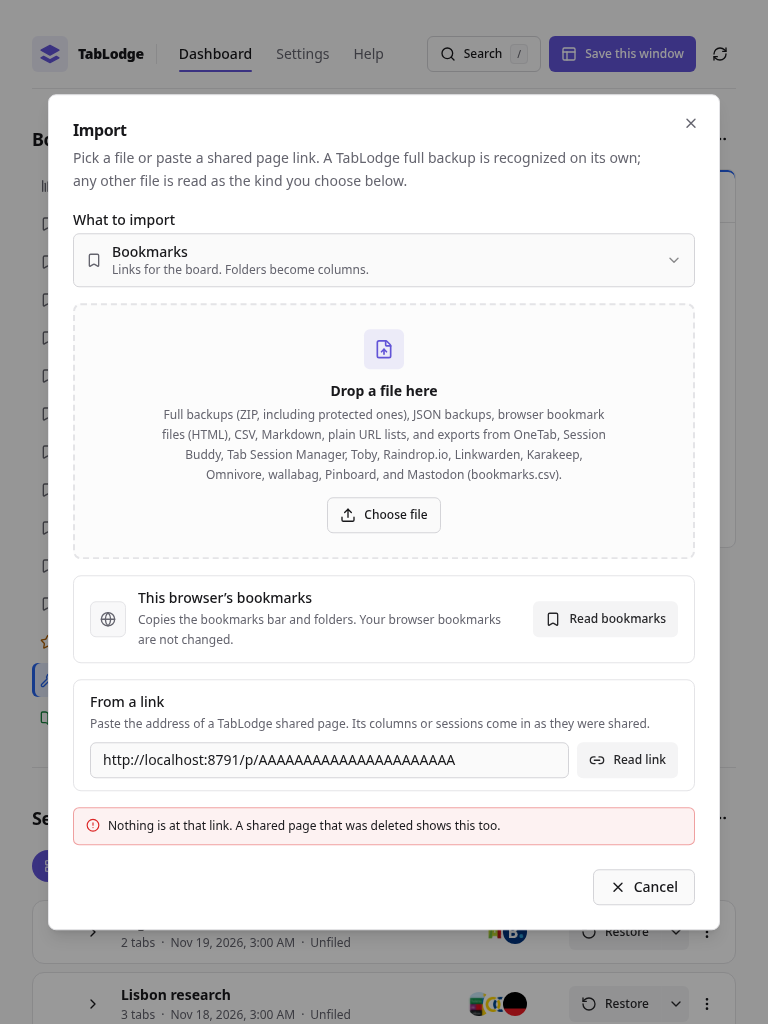 TabLodge
Dashboard
Settings
Help
Search /
Save this window
Import
Pick a file or paste a shared page link. A TabLodge full backup is recognized on its own;
any other file is read as the kind you choose below.
What to import
Bookmarks
Links for the board. Folders become columns.
Drop a file here
Full backups (ZIP, including protected ones), JSON backups, browser bookmark
files (HTML), CSV, Markdown, plain URL lists, and exports from OneTab, Session
Buddy, Tab Session Manager, Toby, Raindrop.io, Linkwarden, Karakeep,
Omnivore, wallabag, Pinboard, and Mastodon (bookmarks.csv).
Choose file
This browser’s bookmarks
Copies the bookmarks bar and folders. Your browser bookmarks
are not changed.
Read bookmarks
From a link
Paste the address of a TabLodge shared page. Its columns or sessions come in as they were shared.
http://localhost:8791/p/AAAAAAAAAAAAAAAAAAAAAA
Read link
Nothing is at that link. A shared page that was deleted shows this too.
Cancel
2 tabs · Nov 19, 2026, 3:00 AM · Unfiled
Restore
Lisbon research
3 tabs · Nov 18, 2026, 3:00 AM · Unfiled
Restore